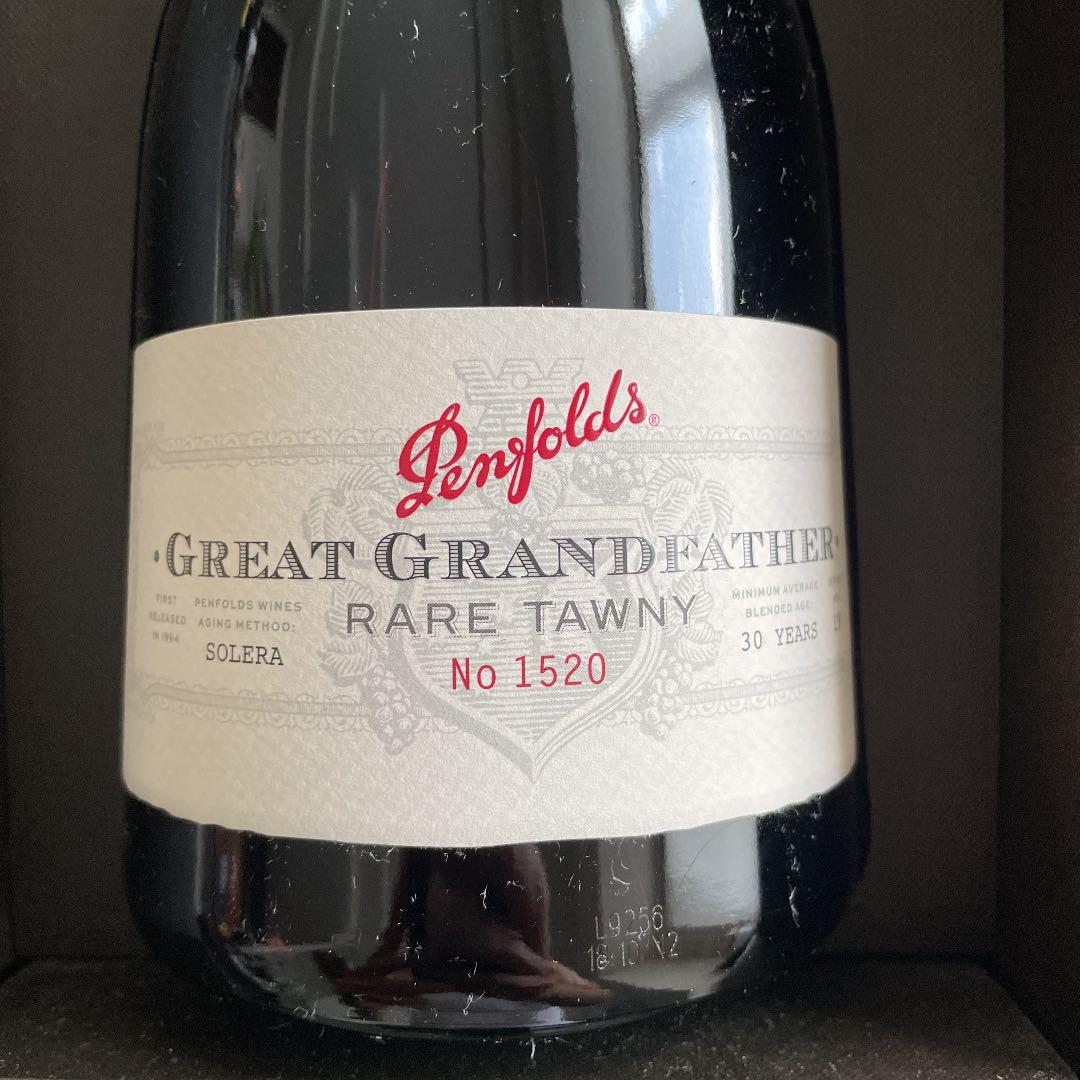 Penfolds®
· GREAT GRANDFATHER ·
FIRST
RELEASED
IN 1994
PENFOLDS WINES
AGING METHOD:
SOLERA
RARE TAWNY
No 1520
MINIMUM AVERAGE
BLENDED AGE:
30 YEARS
L9256